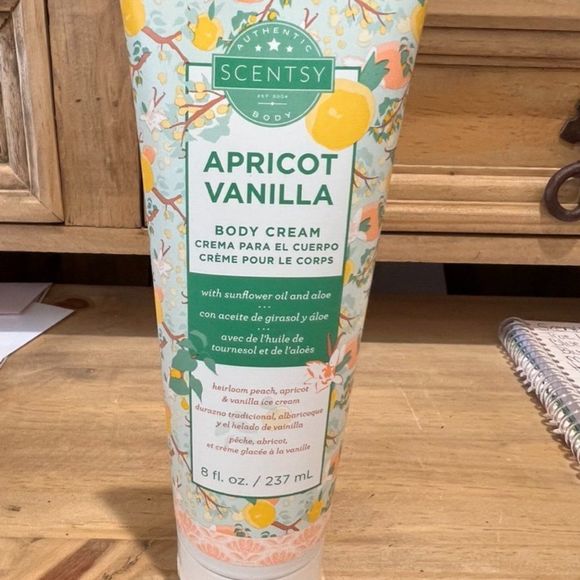 AUTHENTIC
SCENTSY
EST. 2004
BODY
APRICOT
VANILLA
BODY CREAM
CREMA PARA EL CUERPO
CRÈME POUR LE CORPS
with sunflower oil and aloe
con aceite de girasol y áloe
avec de l'huile de
tournesol et de l'aloès
heirloom peach, apricot
& vanilla ice cream
durazno tradicional, albaricoque
y el helado de vainilla
pêche, abricot,
et crème glacée à la vanille
8 fl. oz. / 237 mL